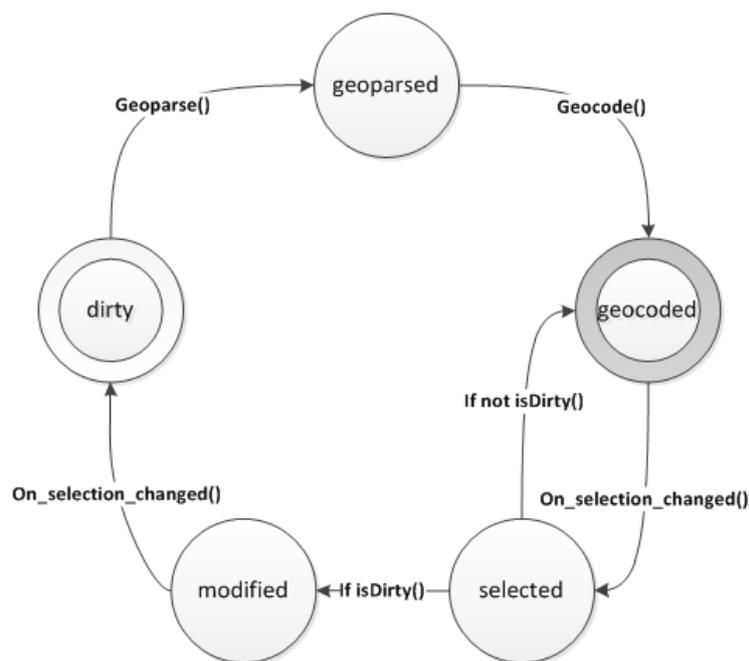 geoparsed
Geoparse()
Geocode()
dirty
geocoded
If not isDirty()
On_selection_changed()
On_selection_changed()
modified
If isDirty()
selected